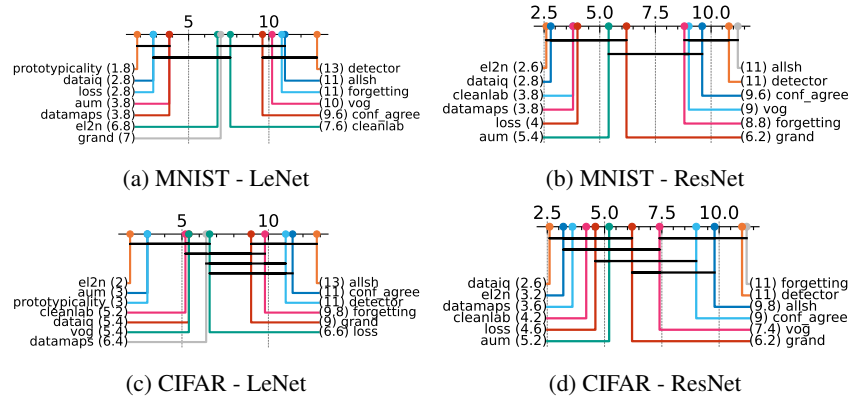 5 10
prototypicality (1.8) (13) detector
dataiq (2.8) (11) allsh
loss (2.8) (11) forgetting
aum (3.8) (10) vog
datamaps (3.8) (9.6) conf_agree
el2n (6.8) (7.6) cleanlab
grand (7)
(a) MNIST - LeNet
2.5 5.0 7.5 10.0
el2n (2.6) (11) allsh
dataiq (2.8) (11) detector
cleanlab (3.8) (9.6) conf_agree
datamaps (3.8) (9) vog
loss (4) (8.8) forgetting
aum (5.4) (6.2) grand
(b) MNIST - ResNet
5 10
el2n (2) (13) allsh
aum (3) (11) conf_agree
prototypicality (3) (11) detector
cleanlab (5.2) (9.8) forgetting
dataiq (5.4) (9) grand
vog (5.4) (6.6) loss
datamaps (6.4)
(c) CIFAR - LeNet
2.5 5.0 7.5 10.0
dataiq (2.6) (11) forgetting
el2n (3.2) (11) detector
datamaps (3.6) (9.8) allsh
cleanlab (4.2) (9) conf_agree
loss (4.6) (7.4) vog
aum (5.2) (6.2) grand
(d) CIFAR - ResNet